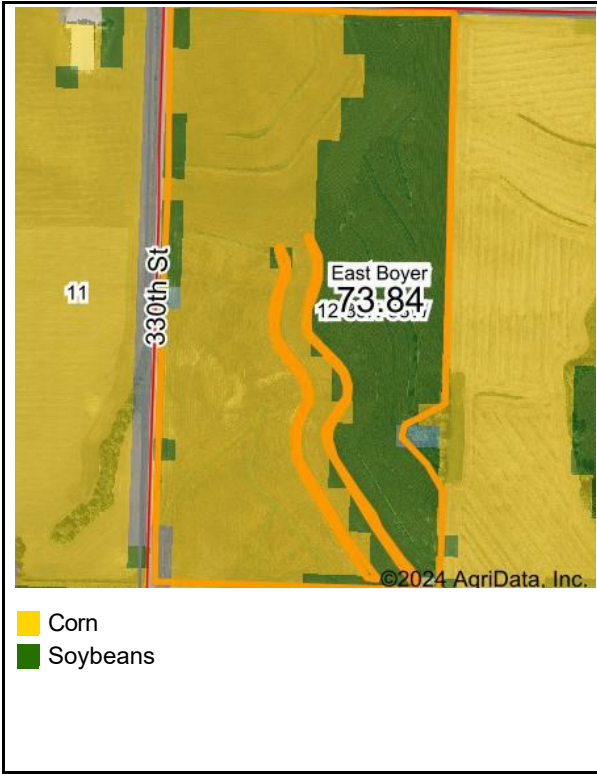 330th St
11
East Boyer
73.84
©2024 AgriData, Inc.
Corn
Soybeans